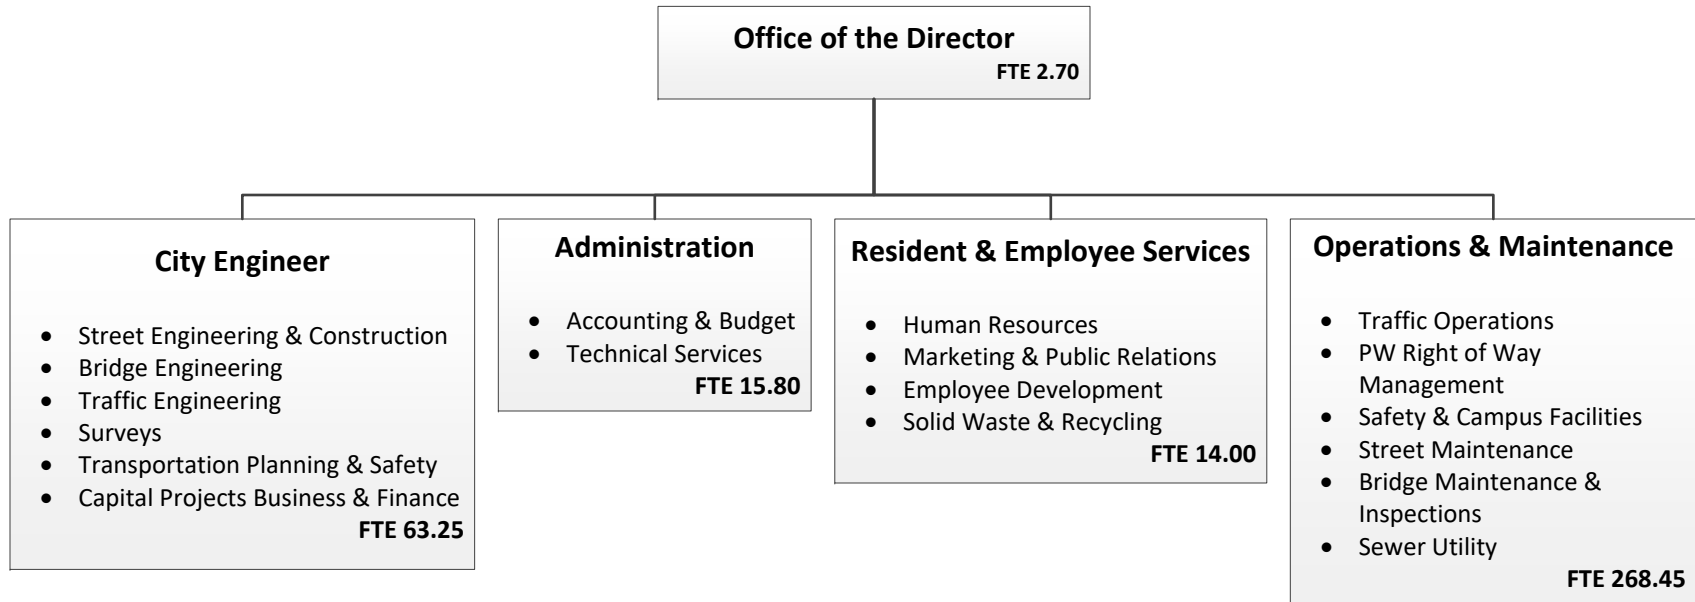 Office of the Director
FTE 2.70
City Engineer
• Street Engineering & Construction
• Bridge Engineering
• Traffic Engineering
• Surveys
• Transportation Planning & Safety
• Capital Projects Business & Finance
FTE 63.25
Administration
• Accounting & Budget
• Technical Services
FTE 15.80
Resident & Employee Services
• Human Resources
• Marketing & Public Relations
• Employee Development
• Solid Waste & Recycling
FTE 14.00
Operations & Maintenance
• Traffic Operations
• PW Right of Way
Management
• Safety & Campus Facilities
• Street Maintenance
• Bridge Maintenance &
Inspections
• Sewer Utility
FTE 268.45